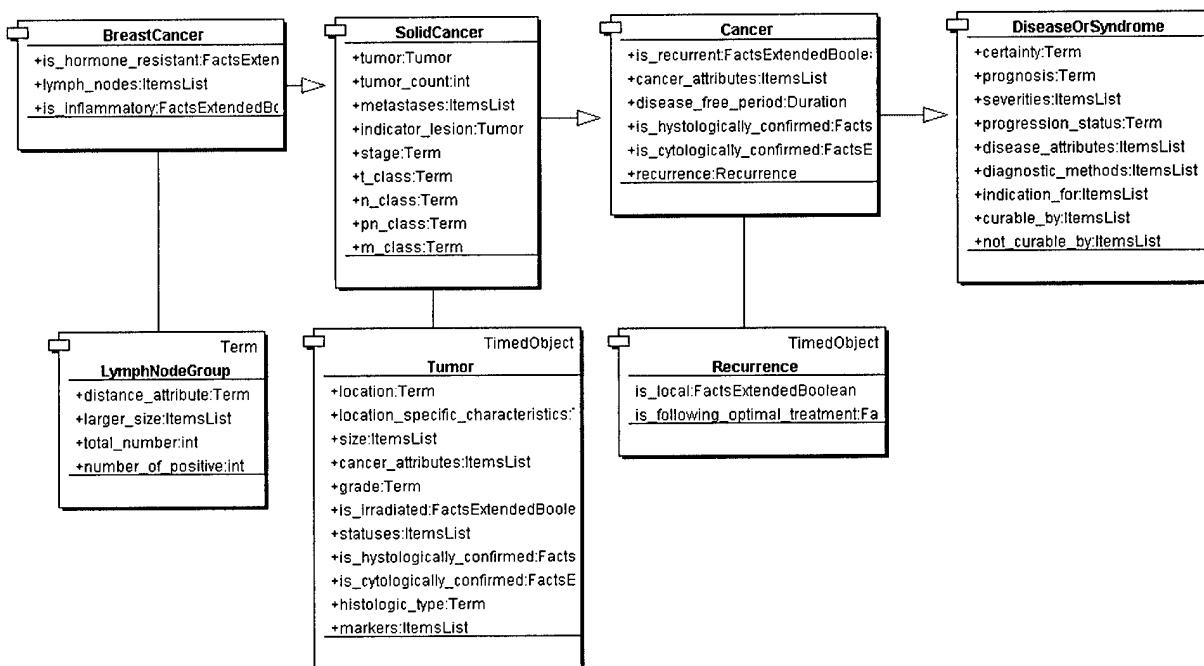 BreastCancer
+is_hormone_resistant:FactsExten
+lymph_nodes:ItemsList
+is_inflammatory:FactsExtendedBo
SolidCancer
+tumor:Tumor
+tumor_count:int
+metastases:ItemsList
+indicator_lesion:Tumor
+stage:Term
+t_class:Term
+n_class:Term
+pn_class:Term
+m_class:Term
Cancer
+is_recurrent:FactsExtendedBoolea
+cancer_attributes:ItemsList
+disease_free_period:Duration
+is_hystologically_confirmed:Facts
+is_cytologically_confirmed:FactsE
+recurrence:Recurrence
DiseaseOrSyndrome
+certainty:Term
+prognosis:Term
+severities:ItemsList
+progression_status:Term
+disease_attributes:ItemsList
+diagnostic_methods:ItemsList
+indication_for:ItemsList
+curable_by:ItemsList
+not_curable_by:ItemsList
Term
LymphNodeGroup
+distance_attribute:Term
+larger_size:ItemsList
+total_number:int
+number_of_positive:int
TimedObject
Tumor
+location:Term
+location_specific_characteristics:
+size:ItemsList
+cancer_attributes:ItemsList
+grade:Term
+is_irradiated:FactsExtendedBoole
+statuses:ItemsList
+is_hystologically_confirmed:Facts
+is_cytologically_confirmed:FactsE
+histologic_type:Term
+markers:ItemsList
TimedObject
Recurrence
is_local:FactsExtendedBoolean
is_following_optimal_treatment:Fa